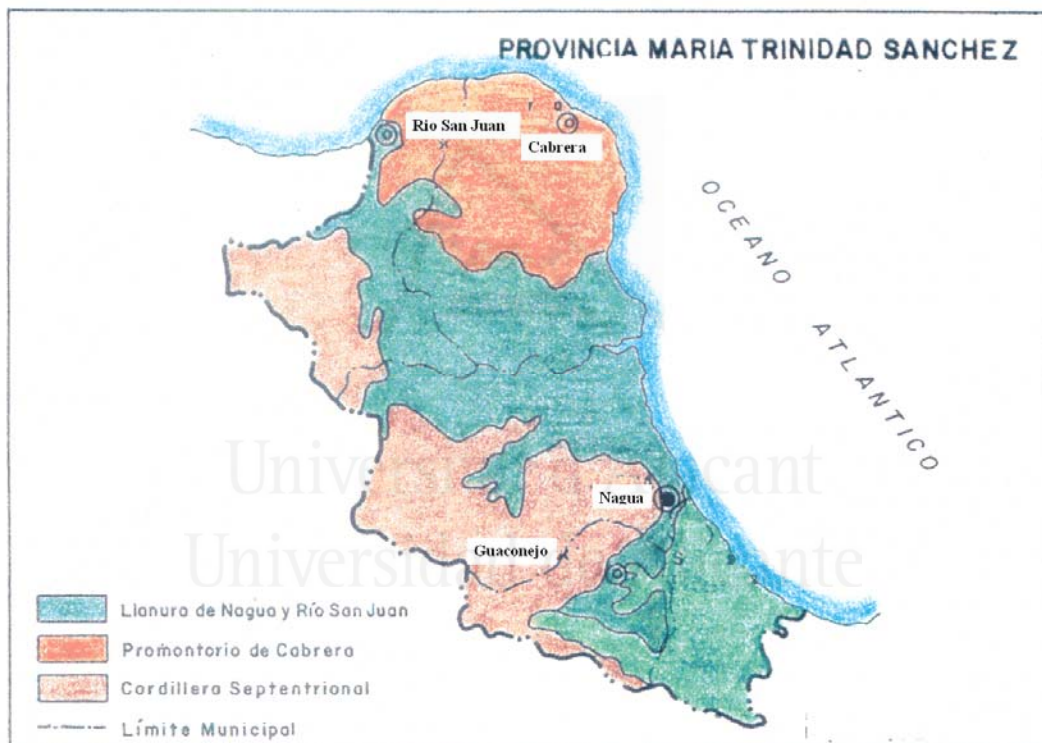 PROVINCIA MARIA TRINIDAD SANCHEZ
Rio San Juan
Cabrera
OCEANO ATLANTICO
Nagua
Guaconejo
Llanura de Nagua y Río San Juan
Promontorio de Cabrera
Cordillera Septentrional
Límite Municipal